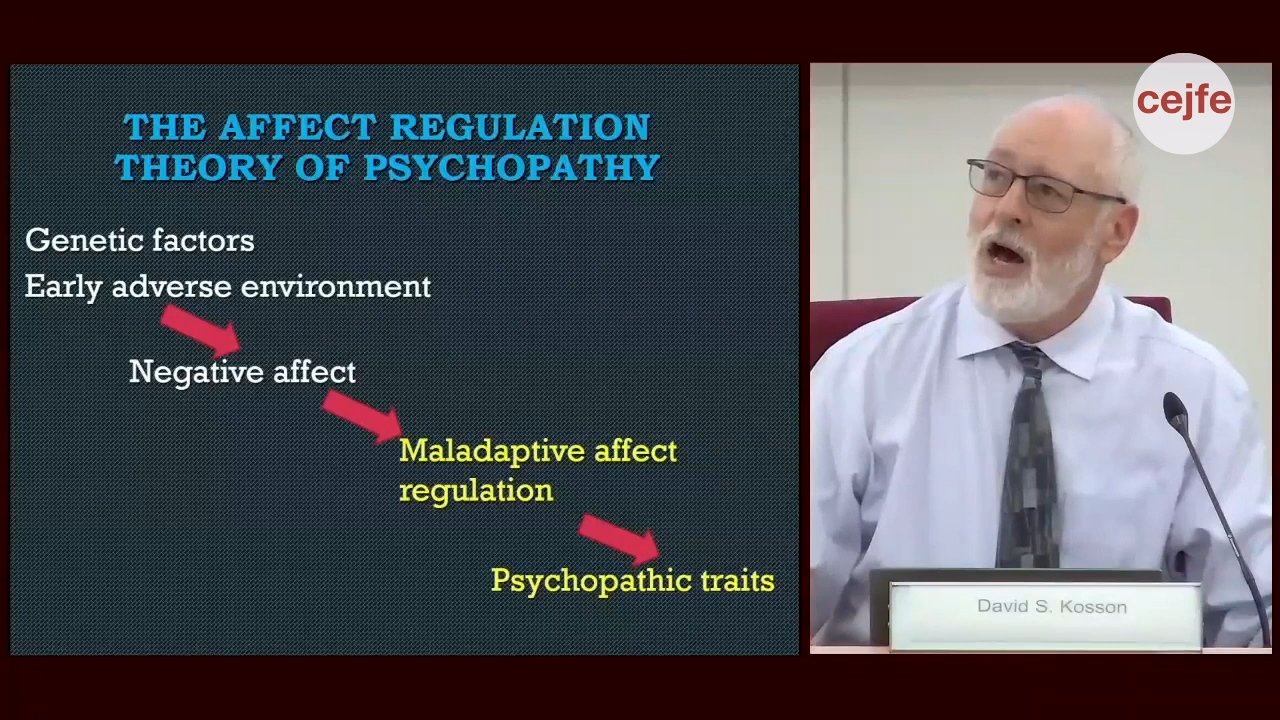 cejfe
THE AFFECT REGULATION
THEORY OF PSYCHOPATHY
Genetic factors
Early adverse environment
Negative affect
Maladaptive affect
regulation
Psychopathic traits
David S. Kosson